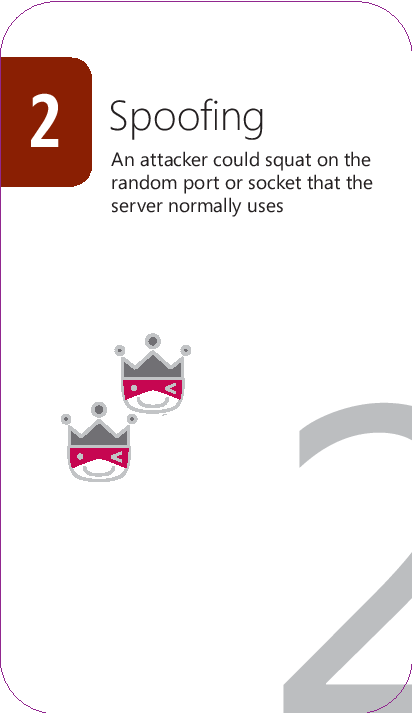 2
Spoofing
An attacker could squat on the
random port or socket that the
server normally uses
2